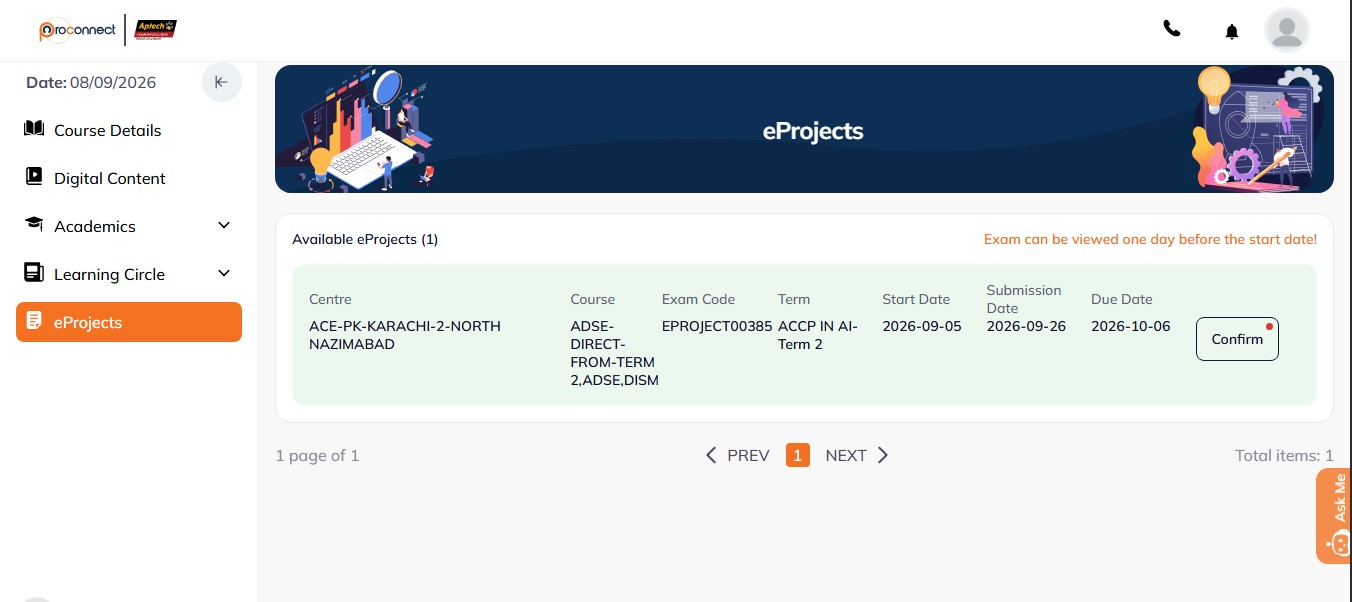 Proconnect
Aptech
Date: 08/09/2026
Course Details
Digital Content
Academics
Learning Circle
eProjects
eProjects
Available eProjects (1)
Exam can be viewed one day before the start date!
Centre
ACE-PK-KARACHI-2-NORTH
NAZIMABAD
Course
ADSE-
DIRECT-
FROM-TERM
2,ADSE,DISM
Exam Code
EPROJECT00385
Term
ACCP IN AI-
Term 2
Start Date
2026-09-05
Submission
Date
2026-09-26
Due Date
2026-10-06
Confirm
1 page of 1
PREV
1
NEXT
Total items: 1
Ask Me